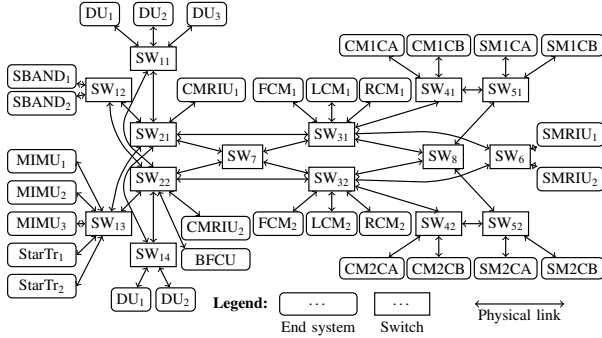 DU₁ DU₂ DU₃
SW₁₁
CM1CA CM1CB SM1CA SM1CB
SBAND₁
SBAND₂
SW₁₂
CMRIU₁
FCM₁ LCM₁ RCM₁
SW₄₁ SW₅₁
SW₂₁
SW₃₁
SMRIU₁
MIMU₁
SW₇
SW₈
SW₆
MIMU₂
SW₂₂
SW₃₂
SMRIU₂
MIMU₃
SW₁₃
CMRIU₂
FCM₂ LCM₂ RCM₂
SW₄₂ SW₅₂
StarTr₁
SW₁₄
BFCU
StarTr₂
CM2CA CM2CB SM2CA SM2CB
DU₁ DU₂
Legend: ... ...
End system Switch Physical link